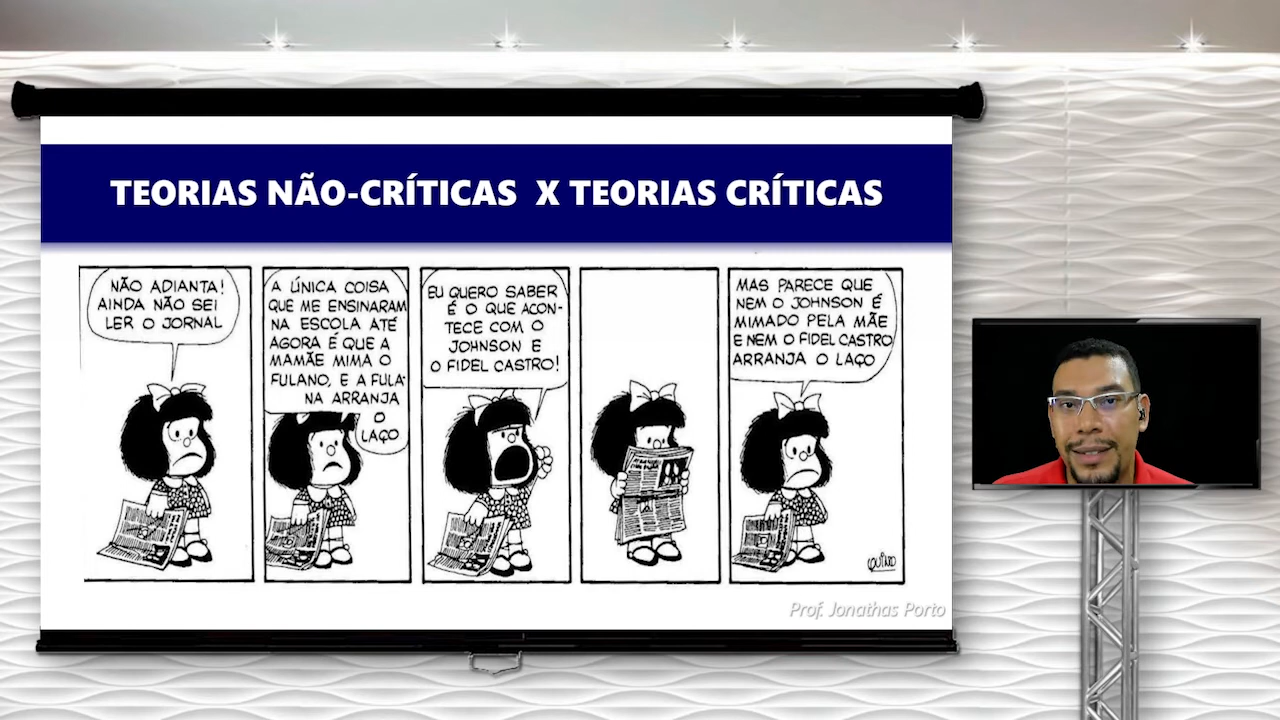 TEORIAS NÃO-CRÍTICAS X TEORIAS CRÍTICAS
NÃO ADIANTA!
AINDA NÃO SEI
LER O JORNAL
A ÚNICA COISA
QUE ME ENSINARAM
NA ESCOLA ATÉ
AGORA É QUE A
MAMÃE MIMA O
FULANO, E A FULA-
NA ARRANJA
O
LAÇO
EU QUERO SABER
É O QUE ACON-
TECE COM O
JOHNSON E
O FIDEL CASTRO!
MAS PARECE QUE
NEM O JOHNSON É
MIMADO PELA MÃE
E NEM O FIDEL CASTRO
ARRANJA O LAÇO
QUINO
Prof. Jonathas Porto